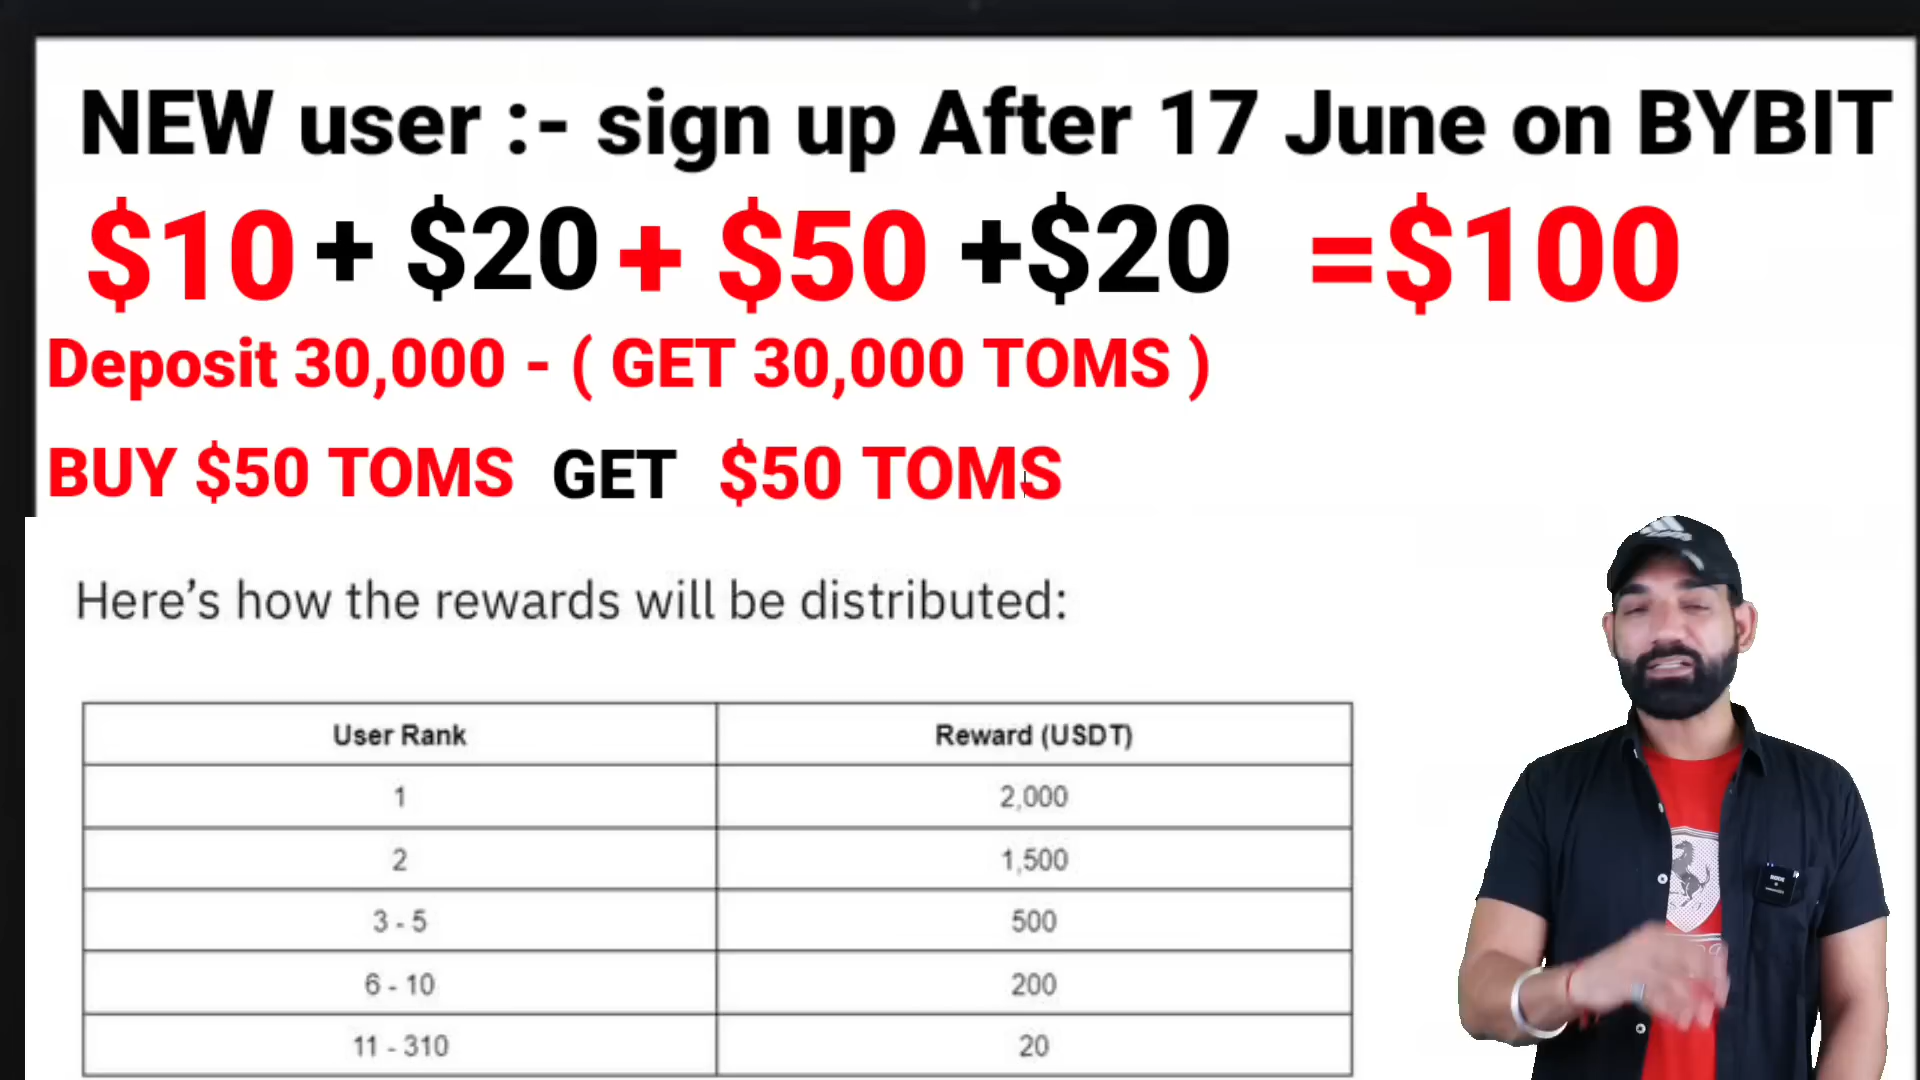 NEW user :- sign up After 17 June on BYBIT
$10 + $20 + $50 +$20 =$100
Deposit 30,000 - ( GET 30,000 TOMS )
BUY $50 TOMS GET $50 TOMS
Here’s how the rewards will be distributed:
User Rank Reward (USDT)
1 2,000
2 1,500
3 - 5 500
6 - 10 200
11 - 310 20